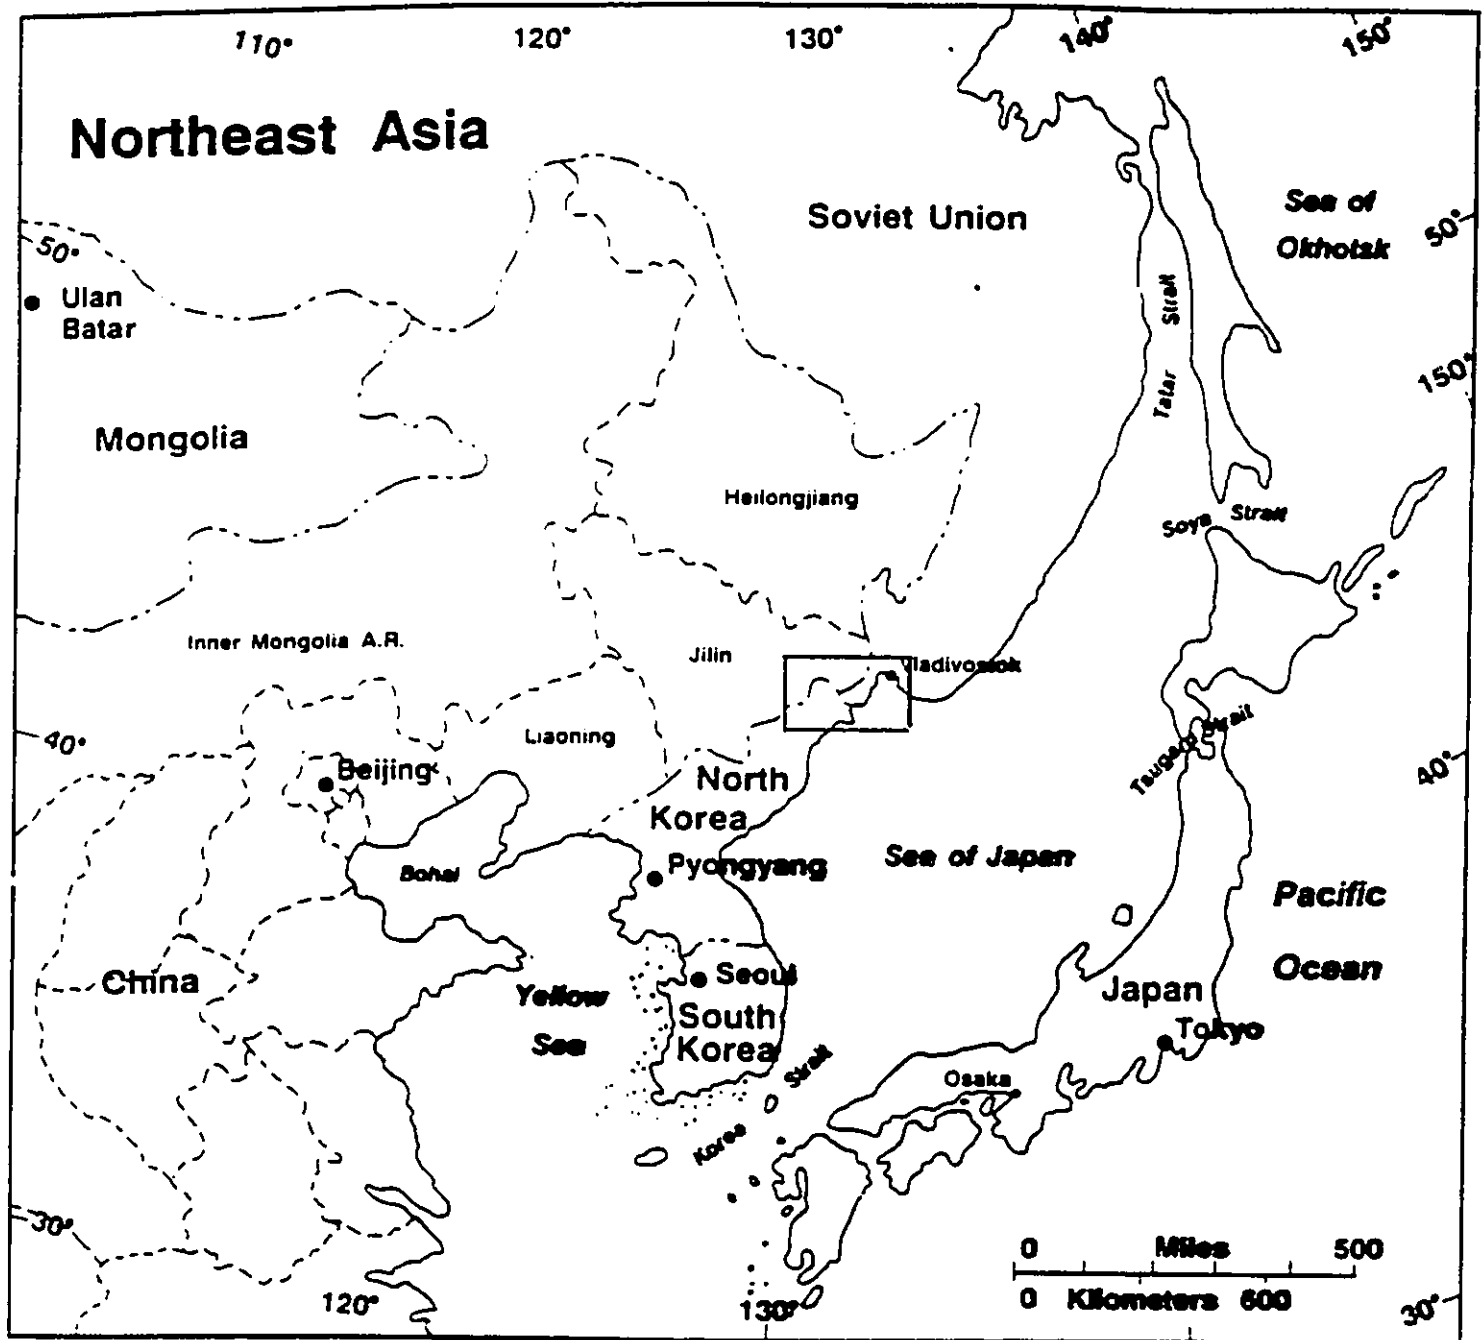 110° 120° 130° 140° 150°
Northeast Asia
Soviet Union
Sea of
Okhotsk
50°
50°
Ulan
Batar
Tatar Strait
150°
Mongolia
Heilongjiang
Soya Strait
Inner Mongolia A.R.
Jilin
Vladivostok
40°
Liaoning
Tsugaru Strait
Beijing
North
Korea
40°
Sea of Japan
Pyongyang
Bohai
Pacific
Ocean
China
Seoul
Yellow
Sea
South
Korea
Japan
Tokyo
Korea Strait
Osaka
30°
0 Miles 500
0 Kilometers 600
120°
130°
30°